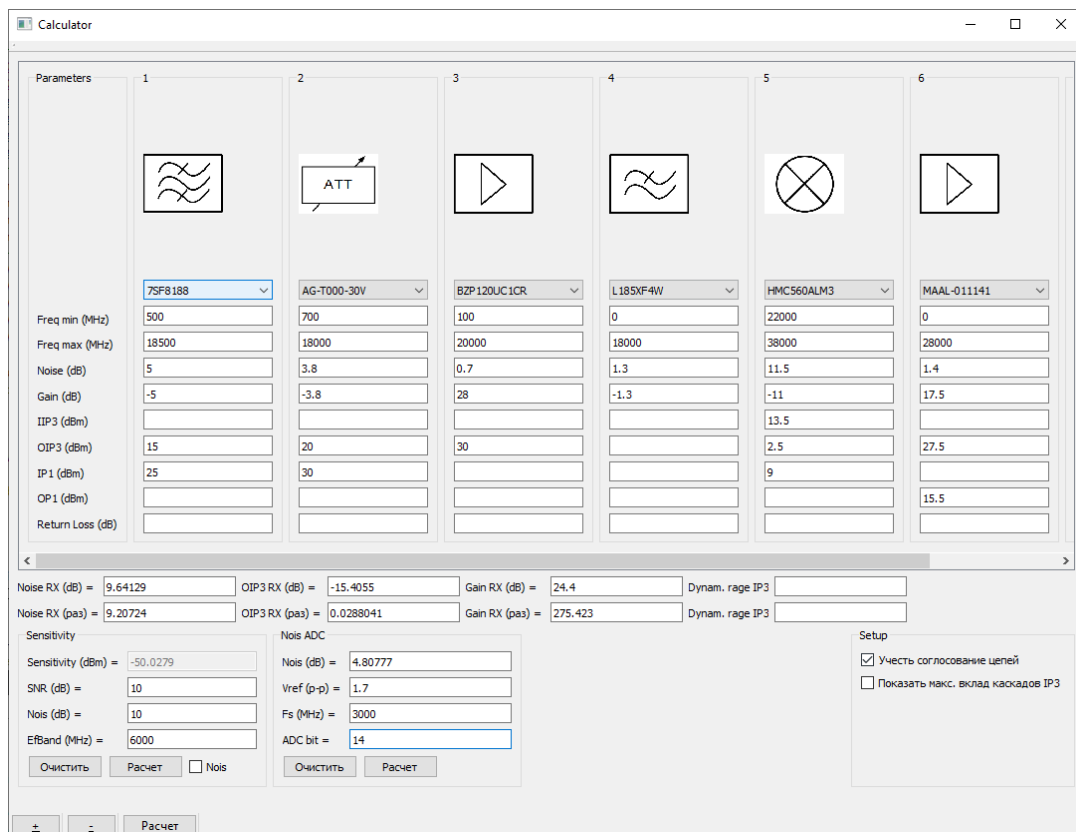 Calculator
Parameters 1 2 3 4 5 6
ATT
7SF8188 AG-T000-30V BZP120UC1CR L185XF4W HMC560ALM3 MAAL-011141
Freq min (MHz) 500 700 100 0 22000 0
Freq max (MHz) 18500 18000 20000 18000 38000 28000
Noise (dB) 5 3.8 0.7 1.3 11.5 1.4
Gain (dB) -5 -3.8 28 -1.3 -11 17.5
IIP3 (dBm) 13.5
OIP3 (dBm) 15 20 30 2.5 27.5
IP1 (dBm) 25 30 9
OP1 (dBm) 15.5
Return Loss (dB)
Noise RX (dB) = 9.64129 OIP3 RX (dB) = -15.4055 Gain RX (dB) = 24.4 Dynam. rage IP3
Noise RX (раз) = 9.20724 OIP3 RX (раз) = 0.0288041 Gain RX (раз) = 275.423 Dynam. rage IP3
Sensitivity Nois ADC Setup
Sensitivity (dBm) = -50.0279 Nois (dB) = 4.80777 Учесть соглосование цепей
SNR (dB) = 10 Vref (p-p) = 1.7 Показать макс. вклад каскадов IP3
Nois (dB) = 10 Fs (MHz) = 3000
EfBand (MHz) = 6000 ADC bit = 14
Очистить Расчет Nois Очистить Расчет
+ - Расчет